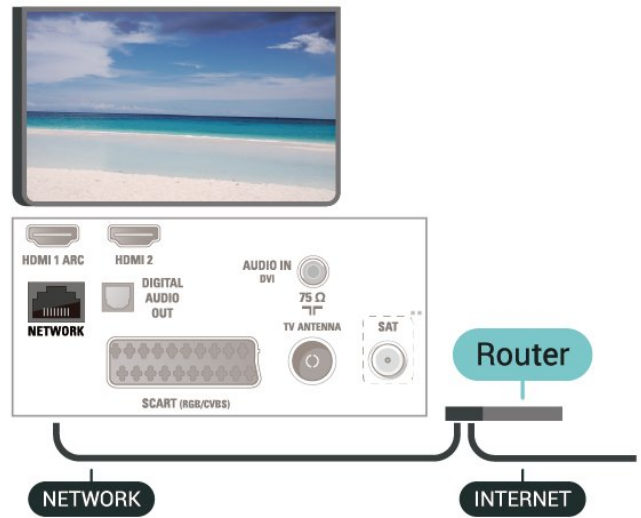 HDMI 1 ARC
HDMI 2
NETWORK
DIGITAL
AUDIO
OUT
AUDIO IN
DVI
75 Ω
TV ANTENNA
SAT
**
SCART (RGB/CVBS)
Router
NETWORK
INTERNET